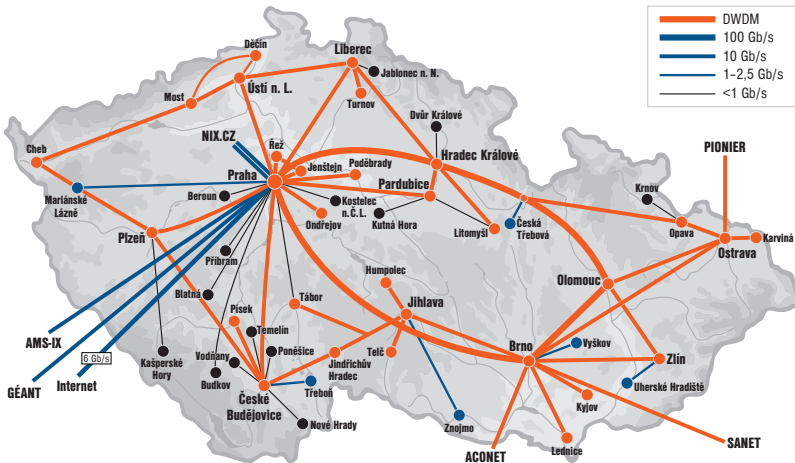 DWDM
100 Gb/s
10 Gb/s
1–2,5 Gb/s
<1 Gb/s
Děčín
Liberec
Jablonec n. N.
Most
Ústí n. L.
Turnov
Dvůr Králové
NIX.CZ
Řež
PIONIER
Cheb
Jenštejn
Poděbrady
Hradec Králové
Praha
Pardubice
Mariánské
Lázně
Beroun
Kostelec
n.Č.L.
Kutná Hora
Krnov
Ondřejov
Litomyšl
Česká
Třebová
Opava
Karviná
Ostrava
Plzeň
Příbram
Humpolec
Olomouc
Blatná
Tábor
Jihlava
Písek
Temelín
AMS-IX
Brno
Vyškov
6 Gb/s
Vodňany
Poněšice
Telč
Zlín
Kašperské
Hory
Jindřichův
Hradec
GÉANT
Internet
Budkov
České
Budějovice
Třeboň
Uherské Hradiště
Kyjov
Nové Hrady
Znojmo
Lednice
ACONET
SANET